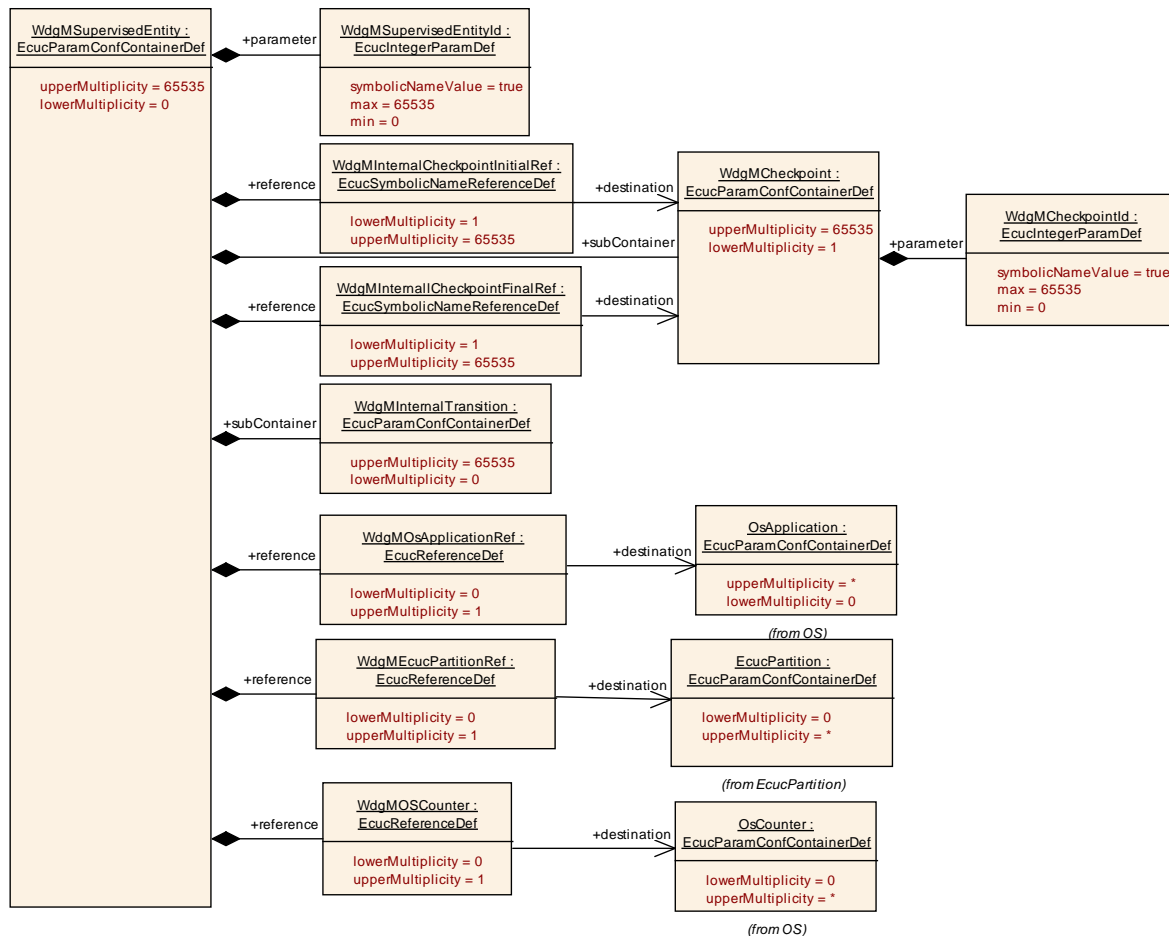 WdgMSupervisedEntity :
EcucParamConfContainerDef
upperMultiplicity = 65535
lowerMultiplicity = 0
+parameter
WdgMSupervisedEntityId :
EcucIntegerParamDef
symbolicNameValue = true
max = 65535
min = 0
+reference
WdgMInternalCheckpointInitialRef :
EcucSymbolicNameReferenceDef
lowerMultiplicity = 1
upperMultiplicity = 65535
+destination
WdgMCheckpoint :
EcucParamConfContainerDef
upperMultiplicity = 65535
lowerMultiplicity = 1
+subContainer
+parameter
WdgMCheckpointId :
EcucIntegerParamDef
symbolicNameValue = true
max = 65535
min = 0
+reference
WdgMInternallCheckpointFinalRef :
EcucSymbolicNameReferenceDef
lowerMultiplicity = 1
upperMultiplicity = 65535
+destination
+subContainer
WdgMInternalTransition :
EcucParamConfContainerDef
upperMultiplicity = 65535
lowerMultiplicity = 0
+reference
WdgMOsApplicationRef :
EcucReferenceDef
lowerMultiplicity = 0
upperMultiplicity = 1
+destination
OsApplication :
EcucParamConfContainerDef
upperMultiplicity = *
lowerMultiplicity = 0
(from OS)
+reference
WdgMEcucPartitionRef :
EcucReferenceDef
lowerMultiplicity = 0
upperMultiplicity = 1
+destination
EcucPartition :
EcucParamConfContainerDef
lowerMultiplicity = 0
upperMultiplicity = *
(from EcucPartition)
+reference
WdgMOSCounter :
EcucReferenceDef
lowerMultiplicity = 0
upperMultiplicity = 1
+destination
OsCounter :
EcucParamConfContainerDef
lowerMultiplicity = 0
upperMultiplicity = *
(from OS)